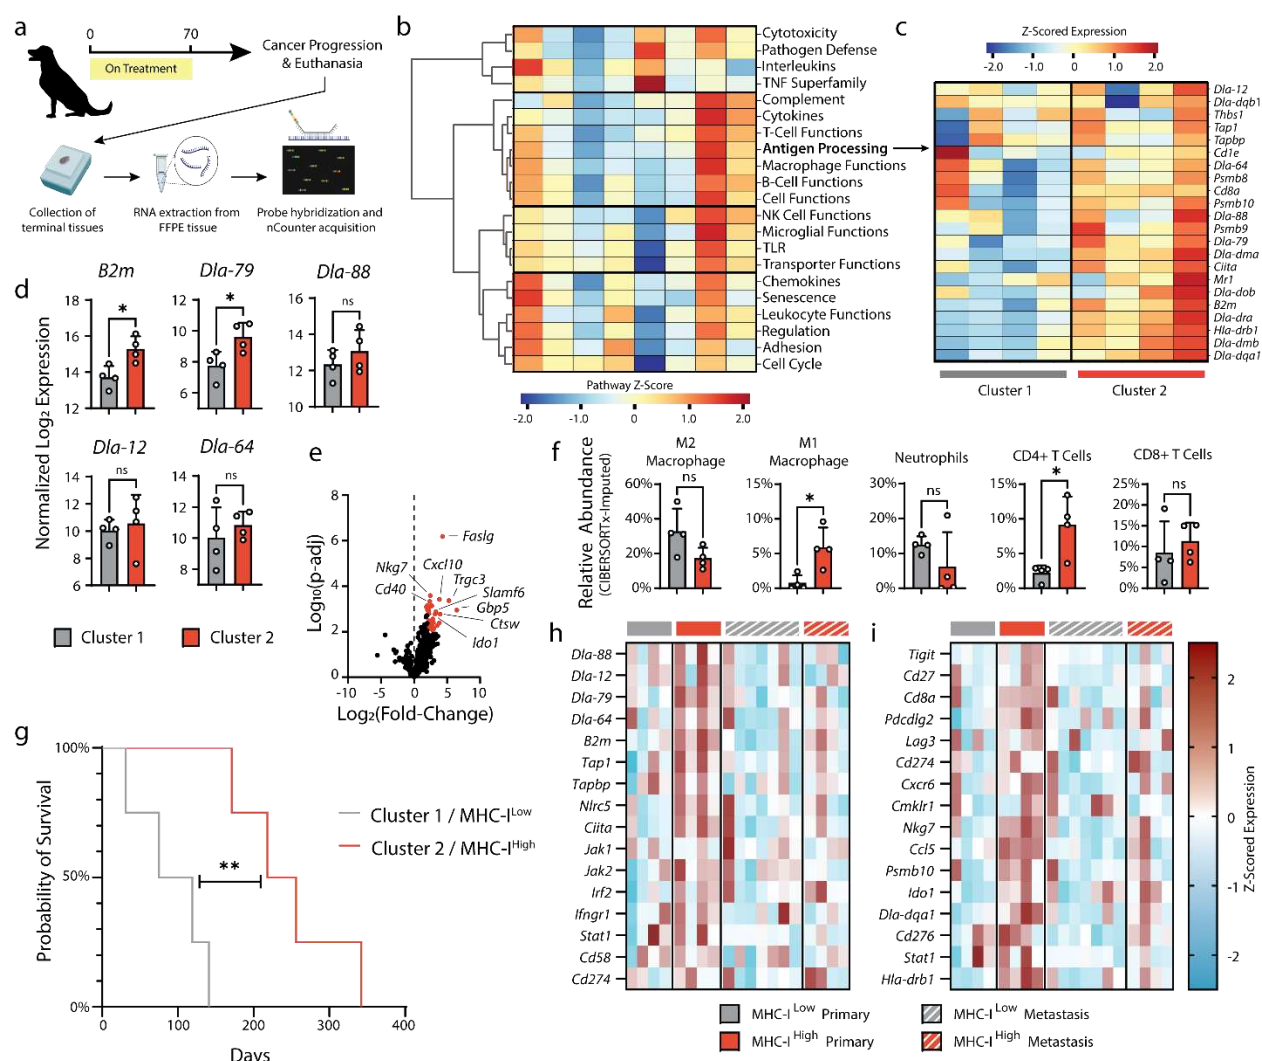 a
0
70
On Treatment
Cancer Progression
& Euthanasia
Collection of
terminal tissues
RNA extraction from
FFPE tissue
Probe hybridization and
nCounter acquisition
b
Cytotoxicity
Pathogen Defense
Interleukins
TNF Superfamily
Complement
Cytokines
T-Cell Functions
Antigen Processing
Macrophage Functions
B-Cell Functions
Cell Functions
NK Cell Functions
Microglial Functions
TLR
Transporter Functions
Chemokines
Senescence
Leukocyte Functions
Regulation
Adhesion
Cell Cycle
Pathway Z-Score
-2.0 -1.0 0 1.0 2.0
c
Z-Scored Expression
-2.0 -1.0 0 1.0 2.0
Dla-12
Dla-dqb1
Thbs1
Tap1
Tapbp
Cd1e
Dla-64
Psmb8
Cd8a
Psmb10
Dla-88
Psmb9
Dla-79
Dla-dma
Ciita
Mr1
Dla-dob
B2m
Dla-dra
Hla-drb1
Dla-dmb
Dla-dqa1
Cluster 1
Cluster 2
d
Normalized Log2 Expression
B2m
18
16
14
12
*
Dla-79
12
10
8
6
*
Dla-88
16
14
12
10
ns
Dla-12
14
12
10
8
6
ns
Dla-64
14
12
10
8
ns
Cluster 1
Cluster 2
e
Log10(p-adj)
8
6
4
2
0
-10 -5 0 5 10
Log2(Fold-Change)
Faslg
Nkg7
Cxcl10
Cd40
Trgc3
Slamf6
Gbp5
Ctsw
Ido1
f
Relative Abundance
(CIBERSORTx-Imputed)
M2
Macrophage
60%
40%
20%
0%
ns
M1
Macrophage
15%
10%
5%
0%
*
Neutrophils
30%
20%
10%
0%
ns
CD4+ T Cells
15%
10%
5%
0%
*
CD8+ T Cells
25%
20%
15%
10%
5%
0%
ns
g
Probability of Survival
100%
50%
0%
0 100 200 300 400
Days
**
Cluster 1 / MHC-ILow
Cluster 2 / MHC-IHigh
h
Dla-88
Dla-12
Dla-79
Dla-64
B2m
Tap1
Tapbp
Nlrc5
Ciita
Jak1
Jak2
Irf2
Ifngr1
Stat1
Cd58
Cd274
i
Tigit
Cd27
Cd8a
Pdcdlg2
Lag3
Cd274
Cxcr6
Cmklr1
Nkg7
Ccl5
Psmb10
Ido1
Dla-dqa1
Cd276
Stat1
Hla-drb1
2
1
0
-1
-2
Z-Scored Expression
MHC-ILow Primary
MHC-IHigh Primary
MHC-ILow Metastasis
MHC-IHigh Metastasis